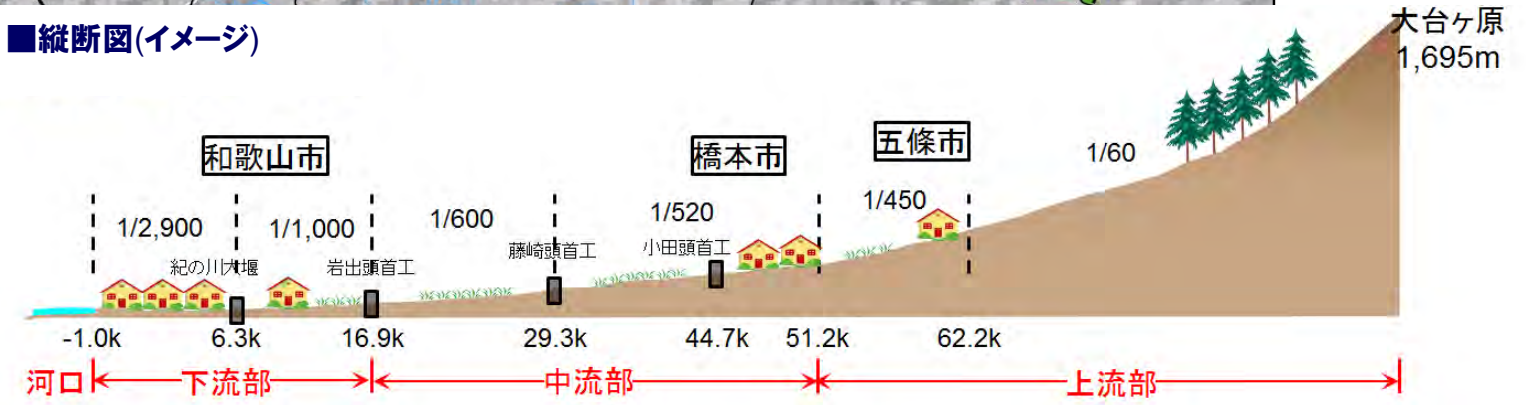 ■縦断図(イメージ)
大台ヶ原
1,695m
和歌山市
橋本市
五條市
1/2,900
1/1,000
1/600
1/520
1/450
1/60
紀の川大堰
岩出頭首工
藤崎頭首工
小田頭首工
-1.0k
6.3k
16.9k
29.3k
44.7k
51.2k
62.2k
河口
下流部
中流部
上流部